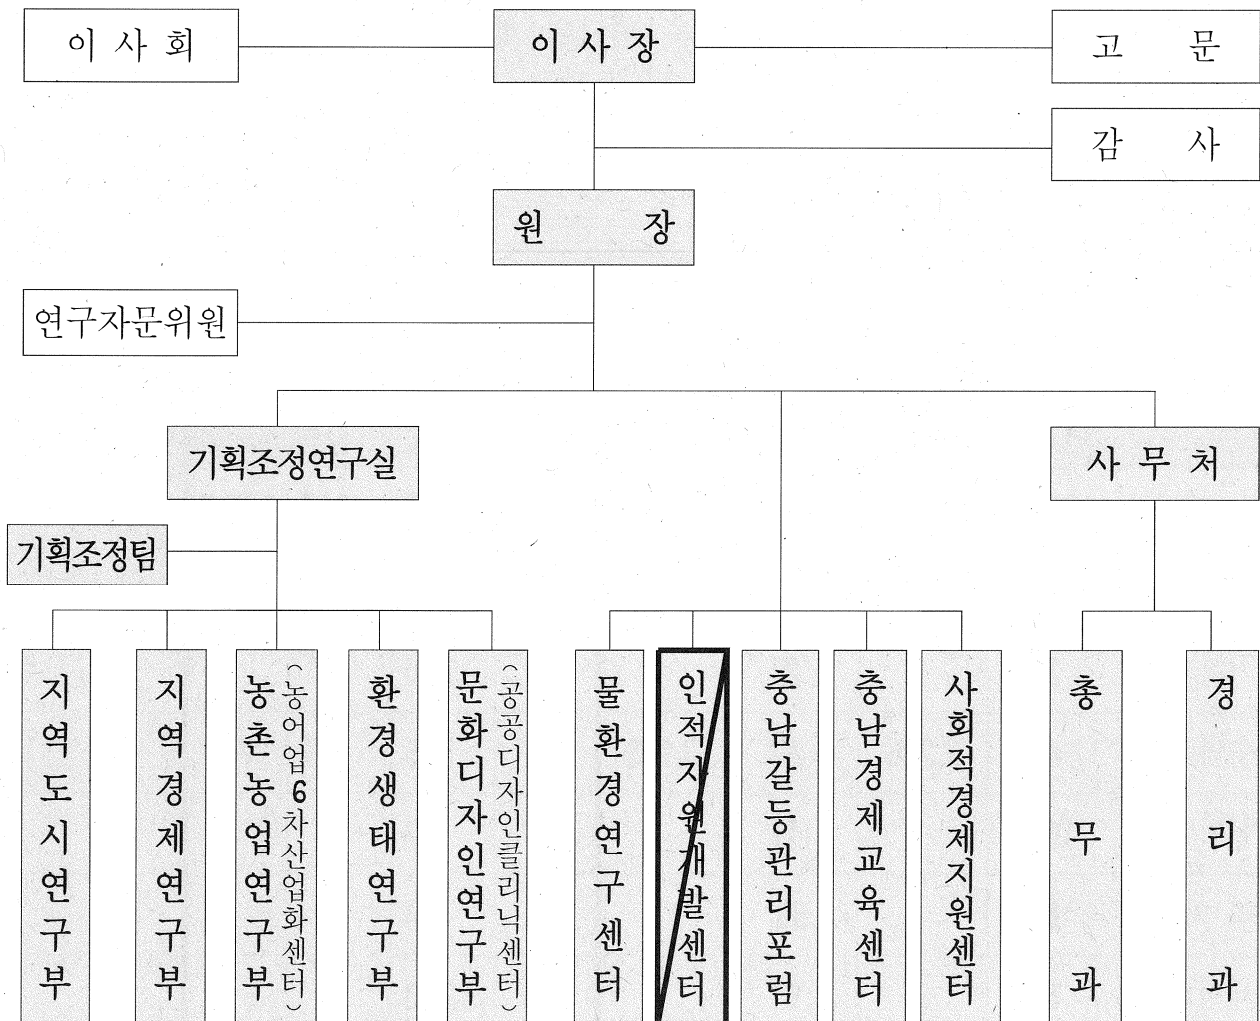 이 사 회
이 사 장
고 문
감 사
원 장
연구자문위원
기획조정연구실
사 무 처
기획조정팀
지역도시연구부
지역경제연구부
농촌농업연구부
(농어업6차산업화센터)
환경생태연구부
문화디자인연구부
(공공디자인클리닉센터)
물환경연구센터
인적자원개발센터
충남갈등관리포럼
충남경제교육센터
사회적경제지원센터
총 무 과
경 리 과